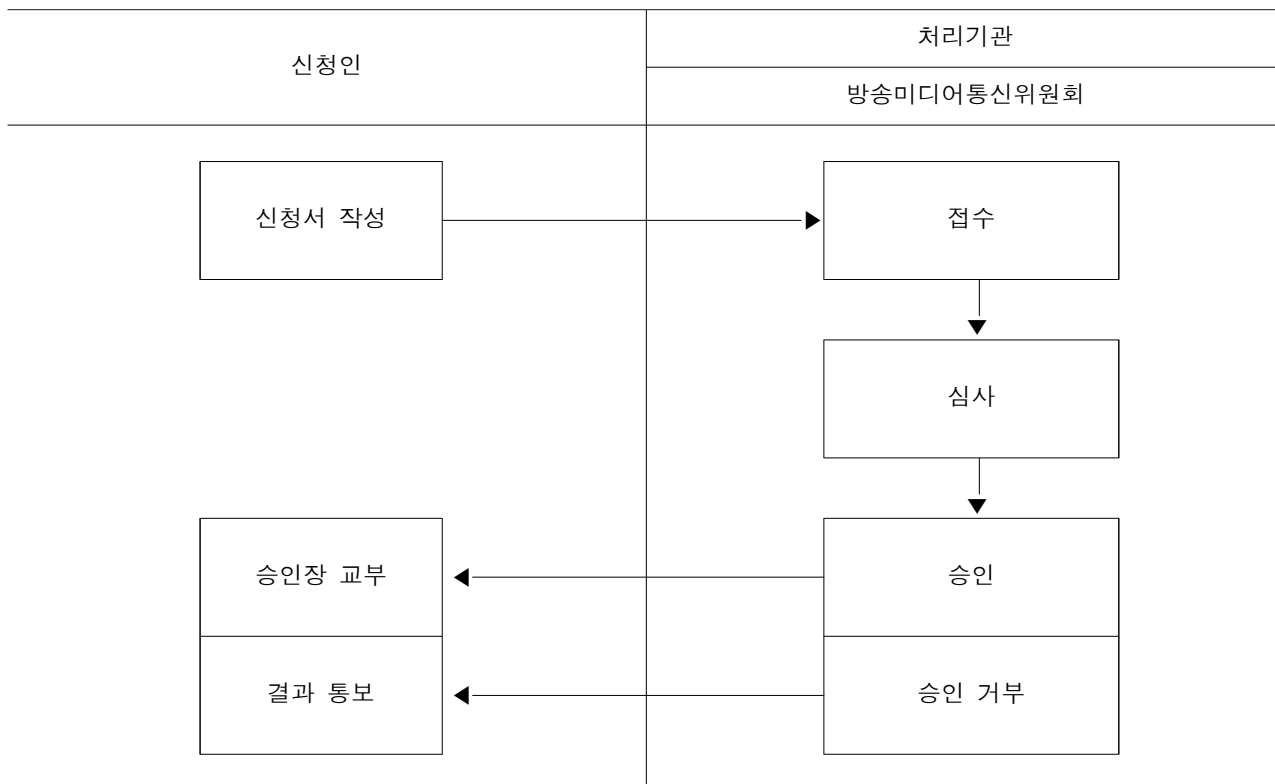 신청인
처리기관
방송미디어통신위원회
신청서 작성
접수
심사
승인장 교부
승인
결과 통보
승인 거부